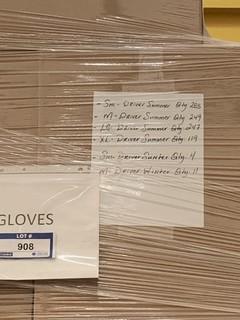 - Sm - Driver Summer Qty 265
- M - Driver Summer Qty 249
- LG - Driver Summer Qty 247
- XL - Driver Summer Qty 119
- Sm - Driver Qty 4
- M - Driver Winter Qty 11
GLOVES
LOT #
908